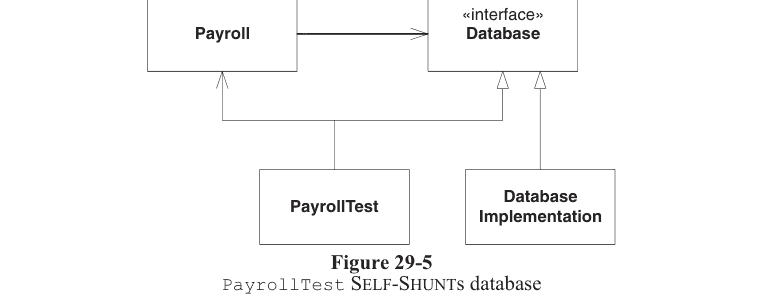 «interface»
Payroll
Database
PayrollTest
Database
Implementation
Figure 29-5
PayrollTest SELF-SHUNTs database